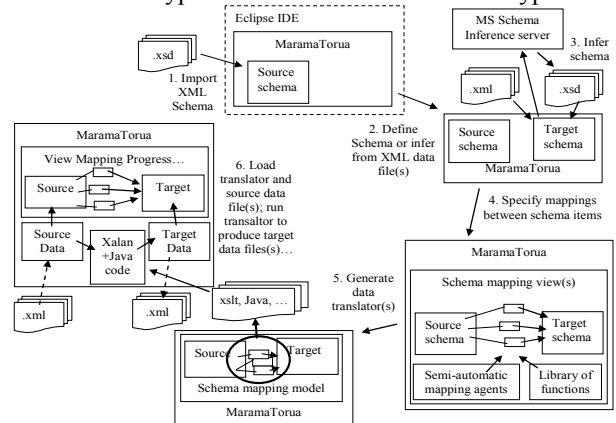 Eclipse IDE
MaramaTorua
Source
schema
.xsd
1. Import
XML
Schema
MS Schema
Inference server
3. Infer
schema
.xml
.xsd
Source
schema
Target
schema
MaramaTorua
2. Define
Schema or infer
from XML data
file(s)
4. Specify mappings
between schema items
MaramaTorua
Schema mapping view(s)
Source
schema
Target
schema
Semi-automatic
mapping agents
Library of
functions
5. Generate
data
translator(s)
Source
Target
Schema mapping model
MaramaTorua
xslt, Java, …
6. Load
translator and
source data
file(s); run
transaltor to
produce target
data files(s)…
MaramaTorua
View Mapping Progress…
Source
Target
Source
Data
Xalan
+Java
code
Target
Data
.xml
.xml